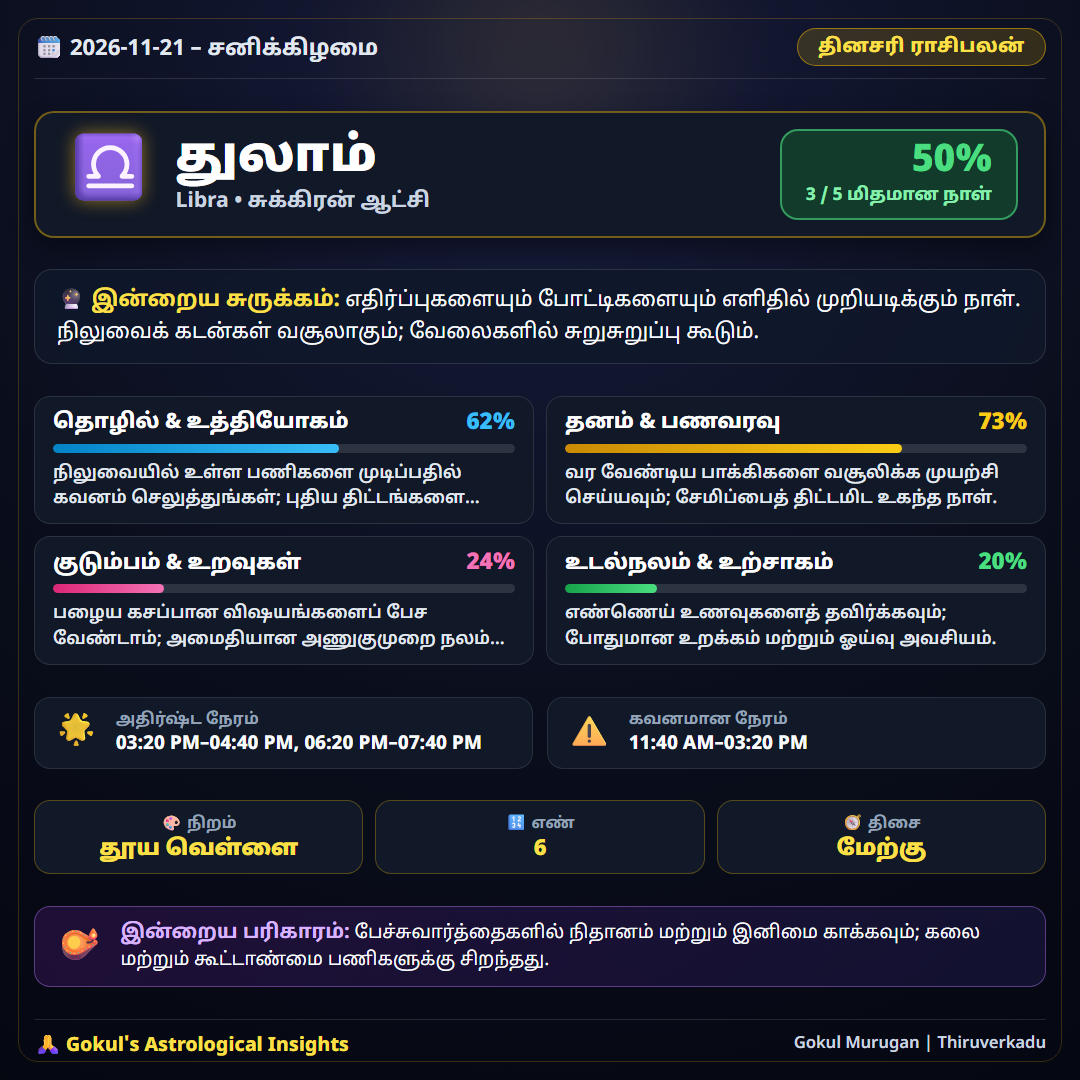 2026-11-21 – சனிக்கிழமை
தினசரி ராசிபலன்
துலாம்
Libra • சுக்கிரன் ஆட்சி
50%
3 / 5 மிதமான நாள்
இன்றைய சுருக்கம்: எதிர்ப்புகளையும் போட்டிகளையும் எளிதில் முறியடிக்கும் நாள்.
நிலுவைக் கடன்கள் வசூலாகும்; வேலைகளில் சுறுசுறுப்பு கூடும்.
தொழில் & உத்தியோகம் 62%
நிலுவையில் உள்ள பணிகளை முடிப்பதில்
கவனம் செலுத்துங்கள்; புதிய திட்டங்களை...
தனம் & பணவரவு 73%
வர வேண்டிய பாக்கிகளை வசூலிக்க முயற்சி
செய்யவும்; சேமிப்பைத் திட்டமிட உகந்த நாள்.
குடும்பம் & உறவுகள் 24%
பழைய கசப்பான விஷயங்களைப் பேச
வேண்டாம்; அமைதியான அணுகுமுறை நலம்...
உடல்நலம் & உற்சாகம் 20%
எண்ணெய் உணவுகளைத் தவிர்க்கவும்;
போதுமான உறக்கம் மற்றும் ஓய்வு அவசியம்.
அதிர்ஷ்ட நேரம்
03:20 PM–04:40 PM, 06:20 PM–07:40 PM
கவனமான நேரம்
11:40 AM–03:20 PM
நிறம்
தூய வெள்ளை
எண்
6
திசை
மேற்கு
இன்றைய பரிகாரம்: பேச்சுவார்த்தைகளில் நிதானம் மற்றும் இனிமை காக்கவும்; கலை
மற்றும் கூட்டாண்மை பணிகளுக்கு சிறந்தது.
Gokul's Astrological Insights
Gokul Murugan | Thiruverkadu